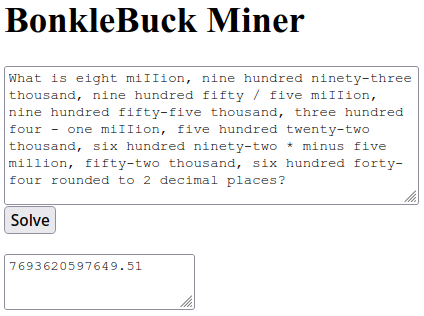 BonkleBuck Miner
What is eight miIIion, nine hundred ninety-three
thousand, nine hundred fifty / five miIIion,
nine hundred fifty-five thousand, three hundred
four - one miIIion, five hundred twenty-two
thousand, six hundred ninety-two * minus five
million, fifty-two thousand, six hundred forty-
four rounded to 2 decimal places?
Solve
7693620597649.51